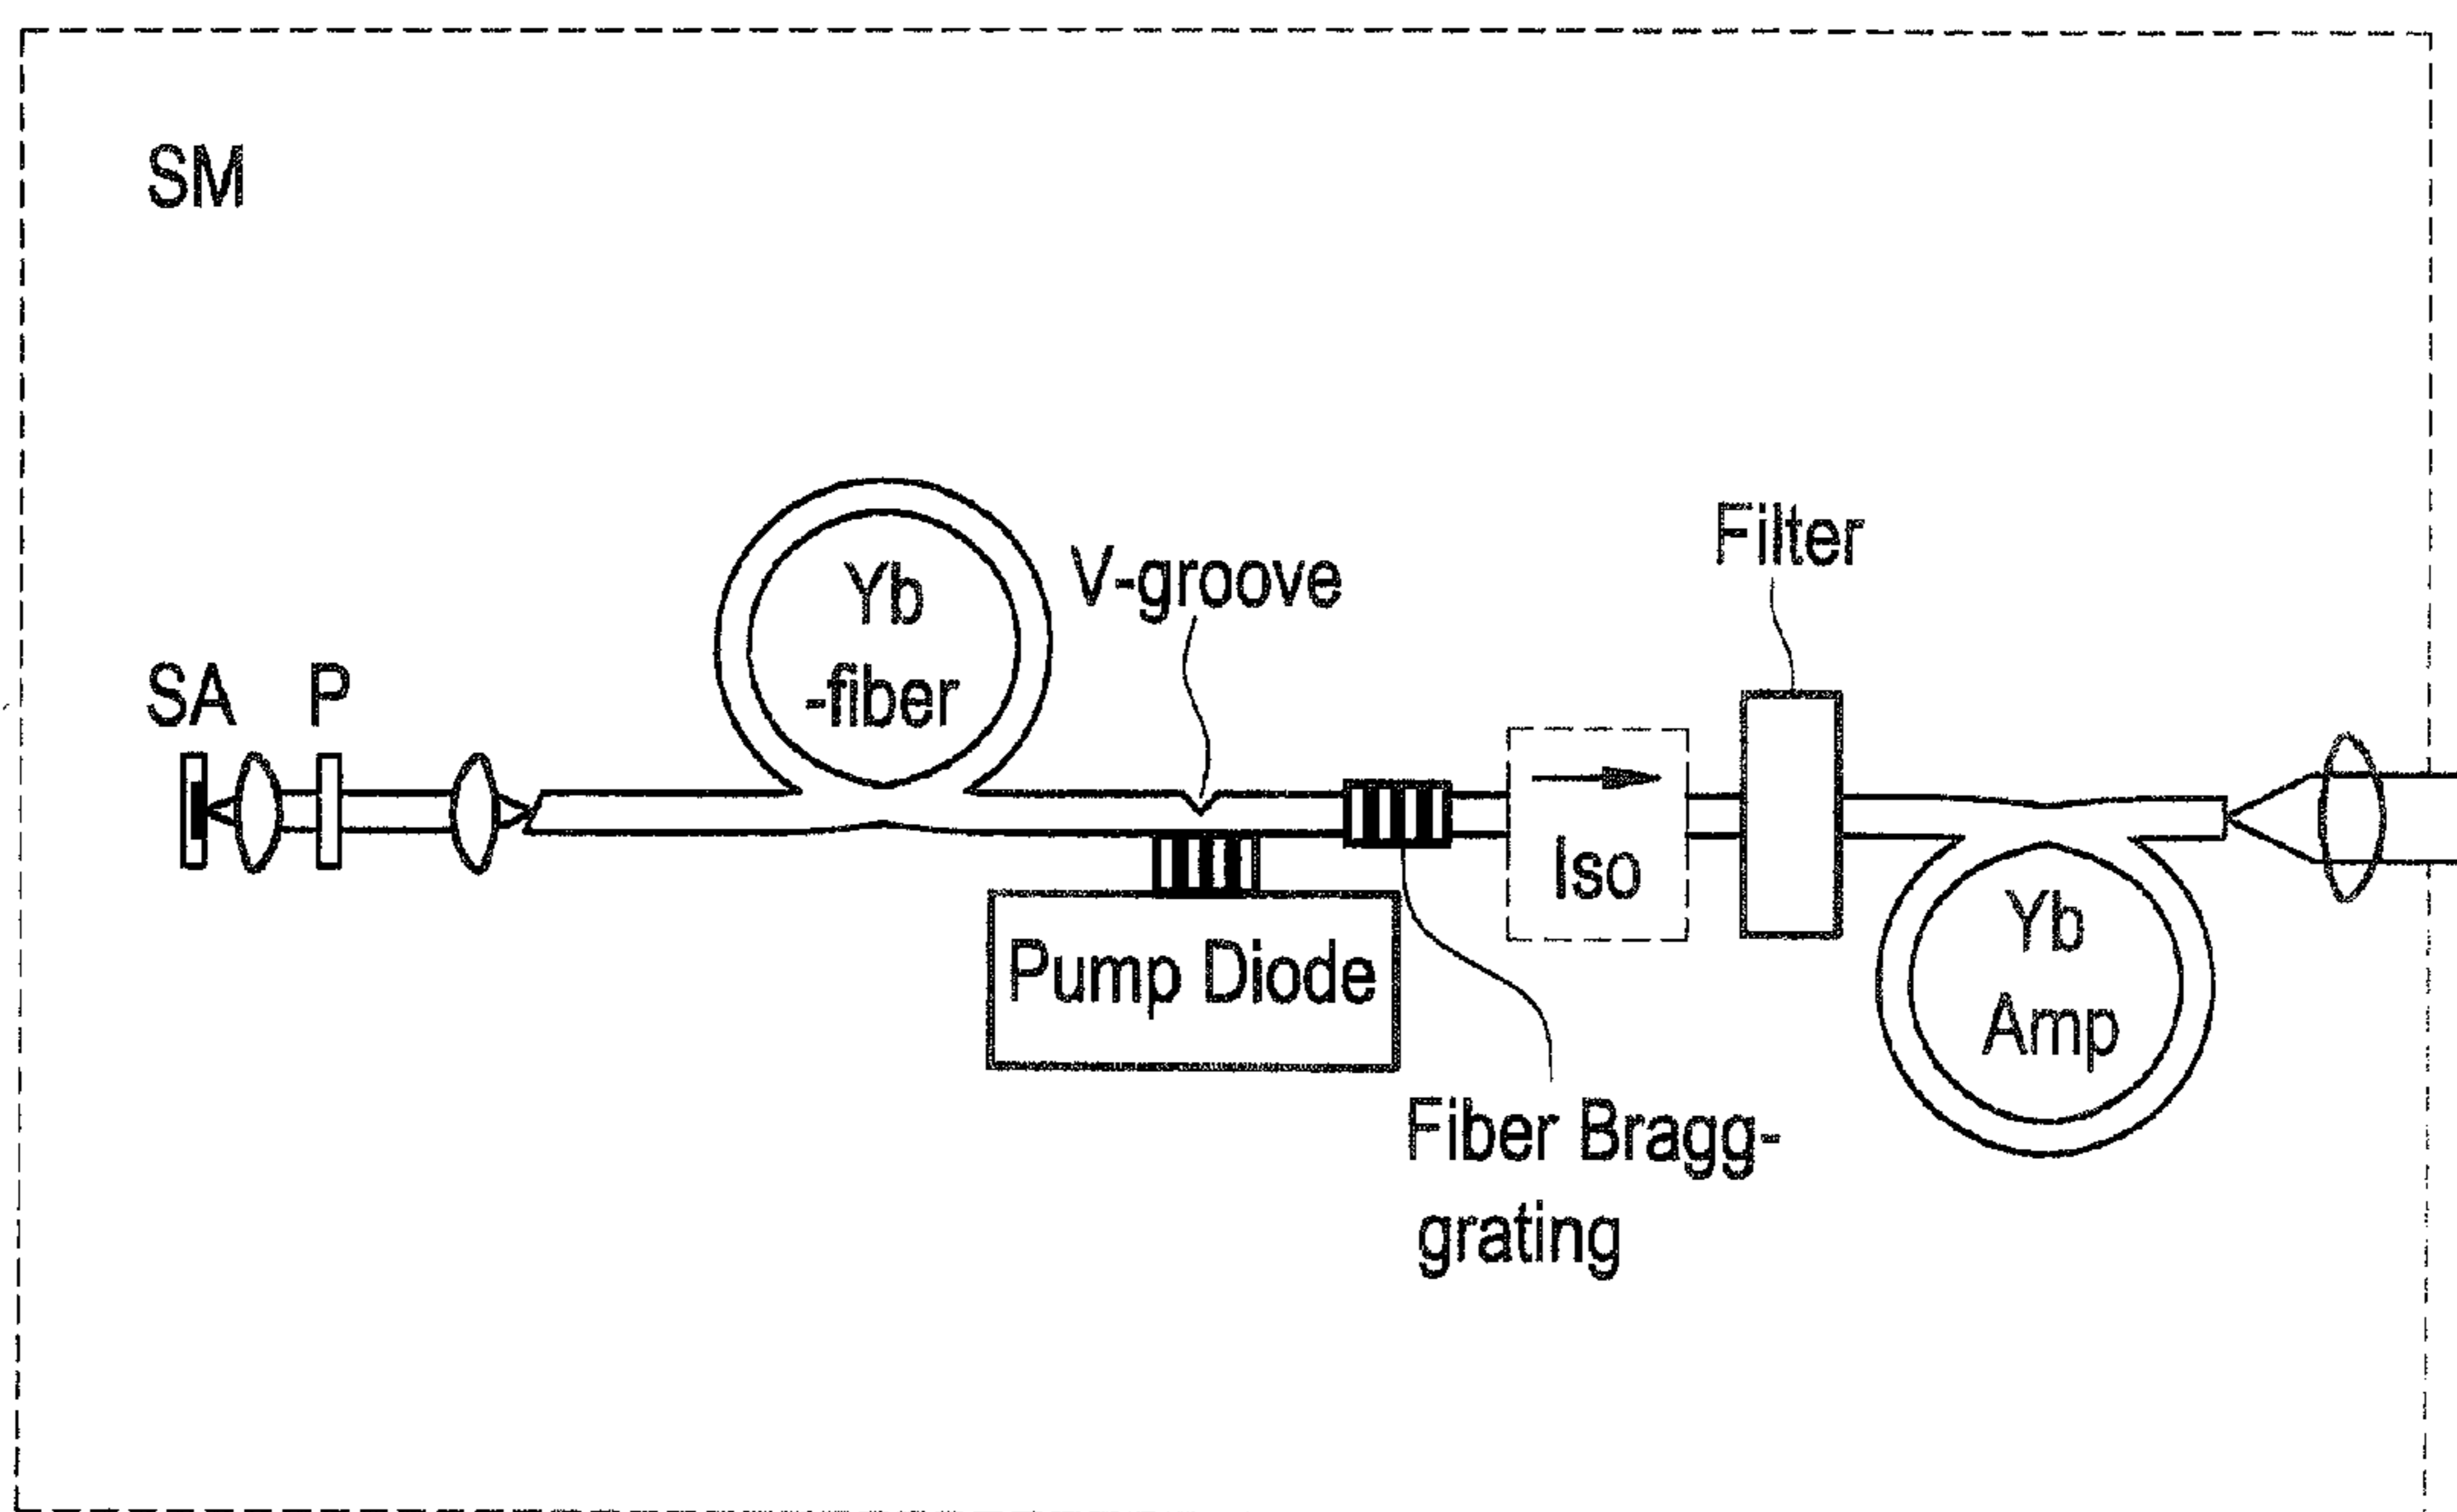 SM
Filter
V-groove
Yb
-fiber
SA
P
Iso
Yb
Amp
Pump Diode
Fiber Bragg-
grating